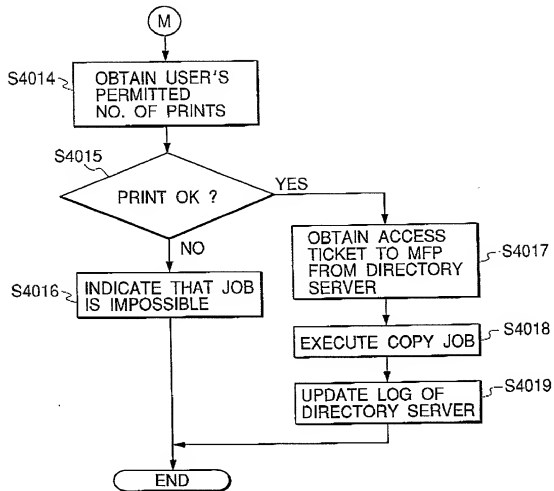 M
S4014
OBTAIN USER'S
PERMITTED
NO. OF PRINTS
S4015
PRINT OK ?
YES
NO
OBTAIN ACCESS
TICKET TO MFP
FROM DIRECTORY
SERVER
S4017
S4016
INDICATE THAT JOB
IS IMPOSSIBLE
EXECUTE COPY JOB
S4018
UPDATE LOG OF
DIRECTORY SERVER
S4019
END